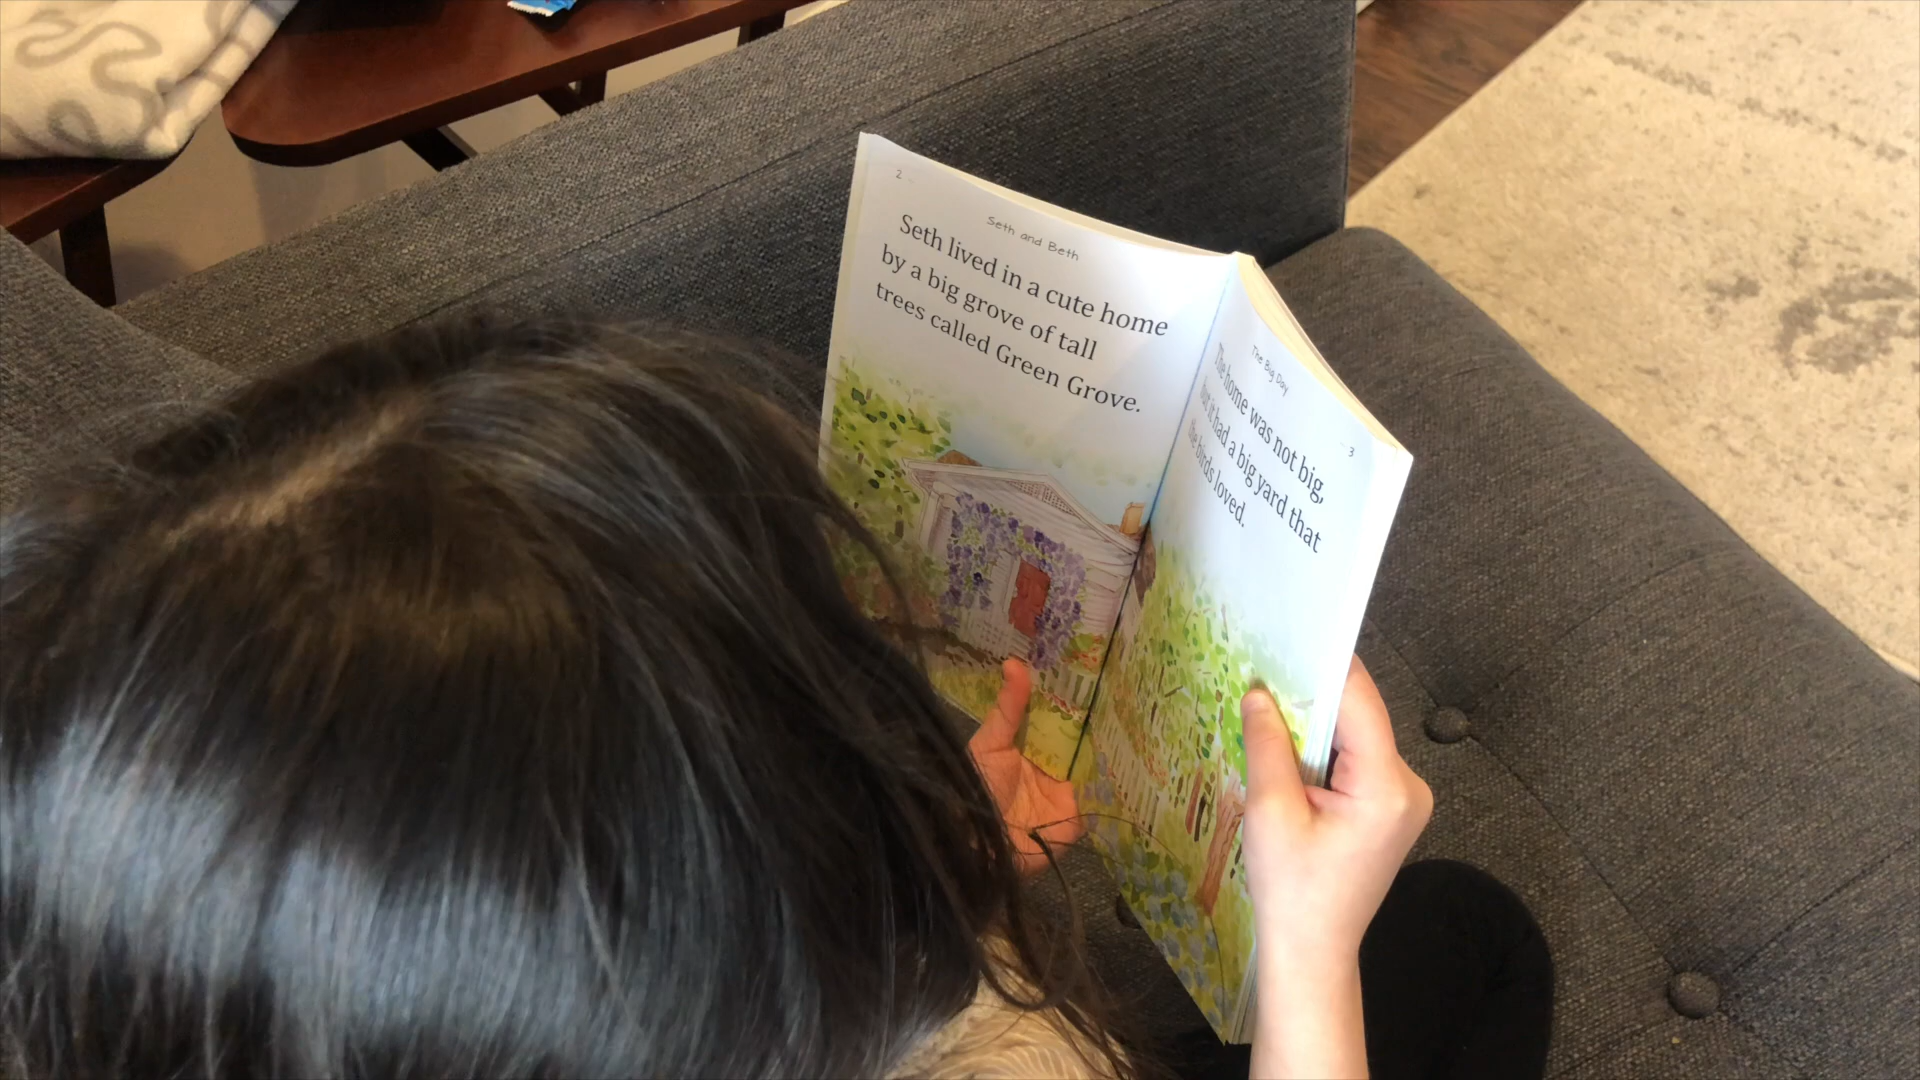 2
Seth and Beth
Seth lived in a cute home
by a big grove of tall
trees called Green Grove.
The Big Day
3
The home was not big,
but it had a big yard that
the birds loved.